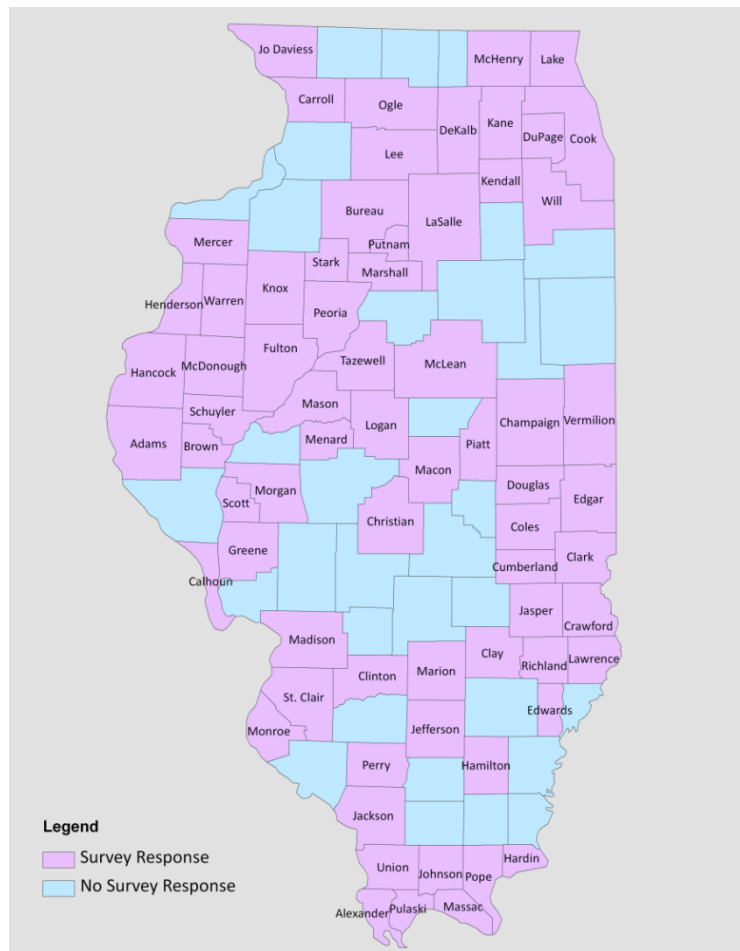 Jo Daviess
McHenry
Lake
Carroll
Ogle
DeKalb
Kane
DuPage
Cook
Lee
Kendall
Will
Bureau
LaSalle
Putnam
Mercer
Stark
Marshall
Knox
Henderson
Warren
Peoria
Fulton
Tazewell
McLean
Hancock
McDonough
Mason
Schuyler
Logan
Champaign
Vermilion
Adams
Brown
Menard
Piatt
Macon
Scott
Morgan
Douglas
Edgar
Christian
Coles
Greene
Clark
Cumberland
Calhoun
Jasper
Crawford
Madison
Clay
Richland
Lawrence
Clinton
Marion
St. Clair
Edwards
Monroe
Jefferson
Perry
Hamilton
Jackson
Legend
Survey Response
No Survey Response
Union
Johnson
Pope
Hardin
Alexander
Pulaski
Massac